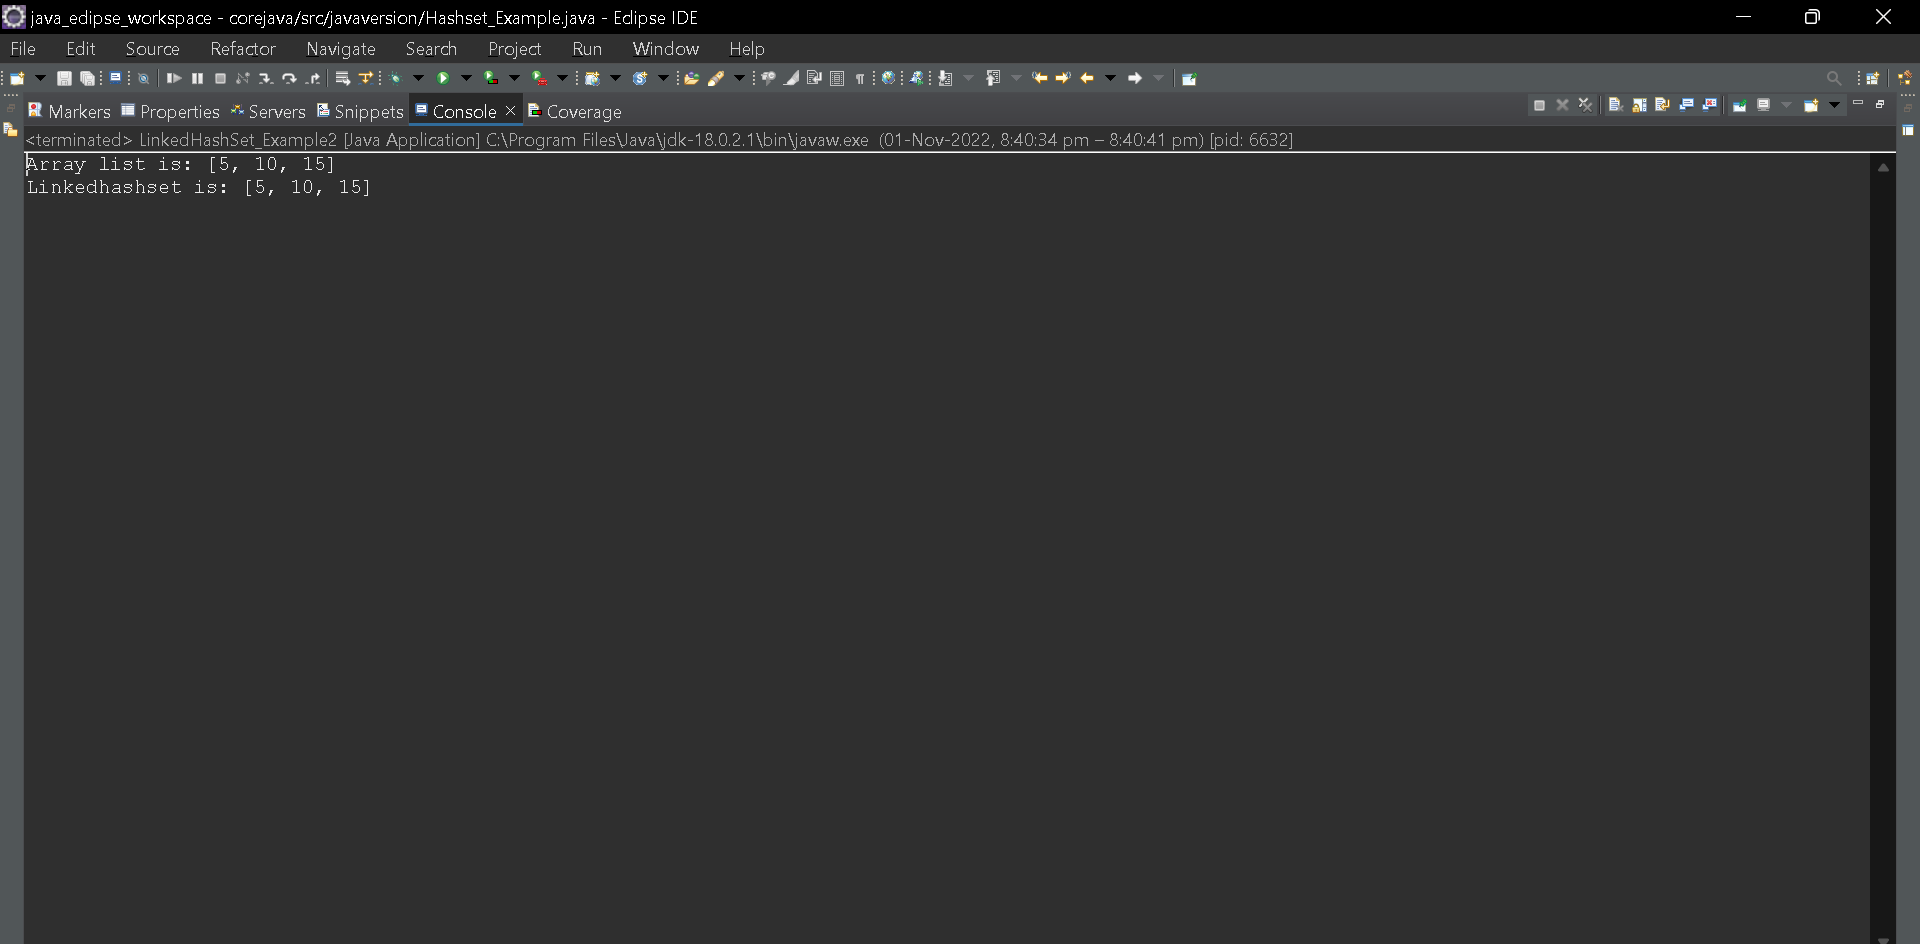 java_eclipse_workspace - corejava/src/javaversion/Hashset_Example.java - Eclipse IDE
File Edit Source Refactor Navigate Search Project Run Window Help
Markers Properties Servers Snippets Console Coverage
<terminated> LinkedHashSet_Example2 [Java Application] C:\Program Files\Java\jdk-18.0.2.1\bin\javaw.exe (01-Nov-2022, 8:40:34 pm – 8:40:41 pm) [pid: 6632]
Array list is: [5, 10, 15]
Linkedhashset is: [5, 10, 15]